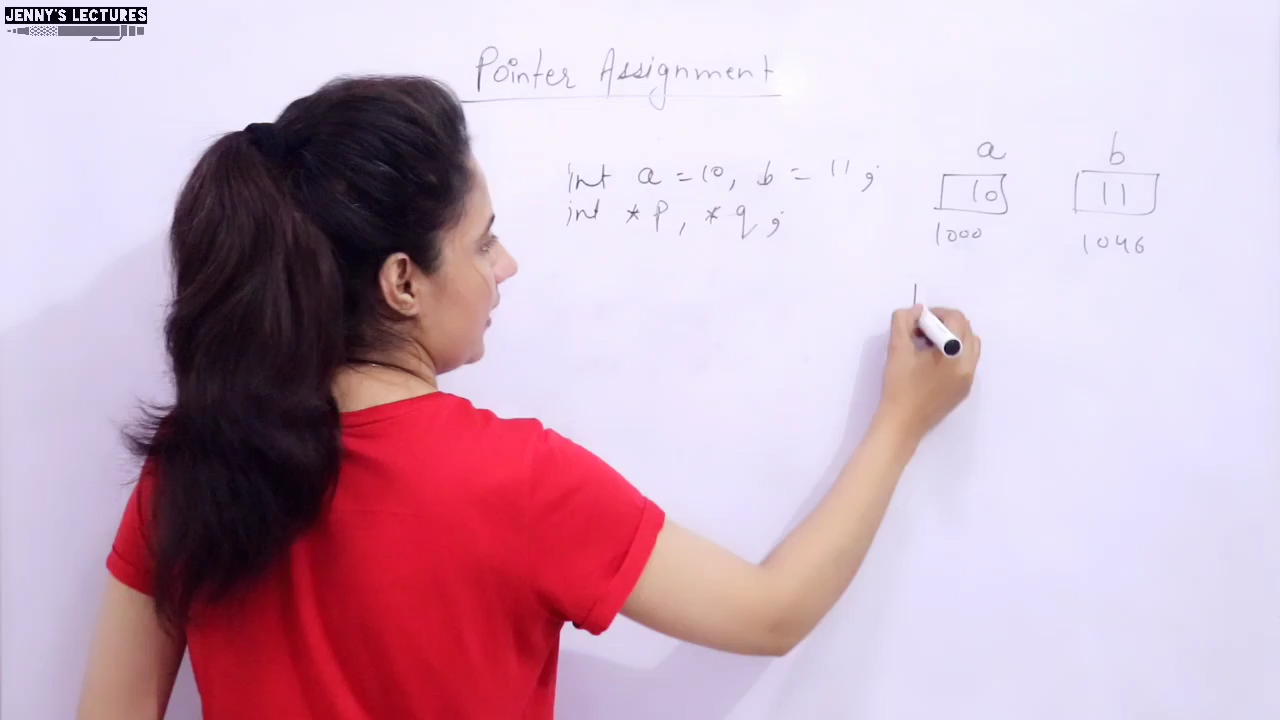 JENNY'S LECTURES
Pointer Assignment
int a = 10, b = 11;
int *p, *q;
a b
10 11
1000 1046